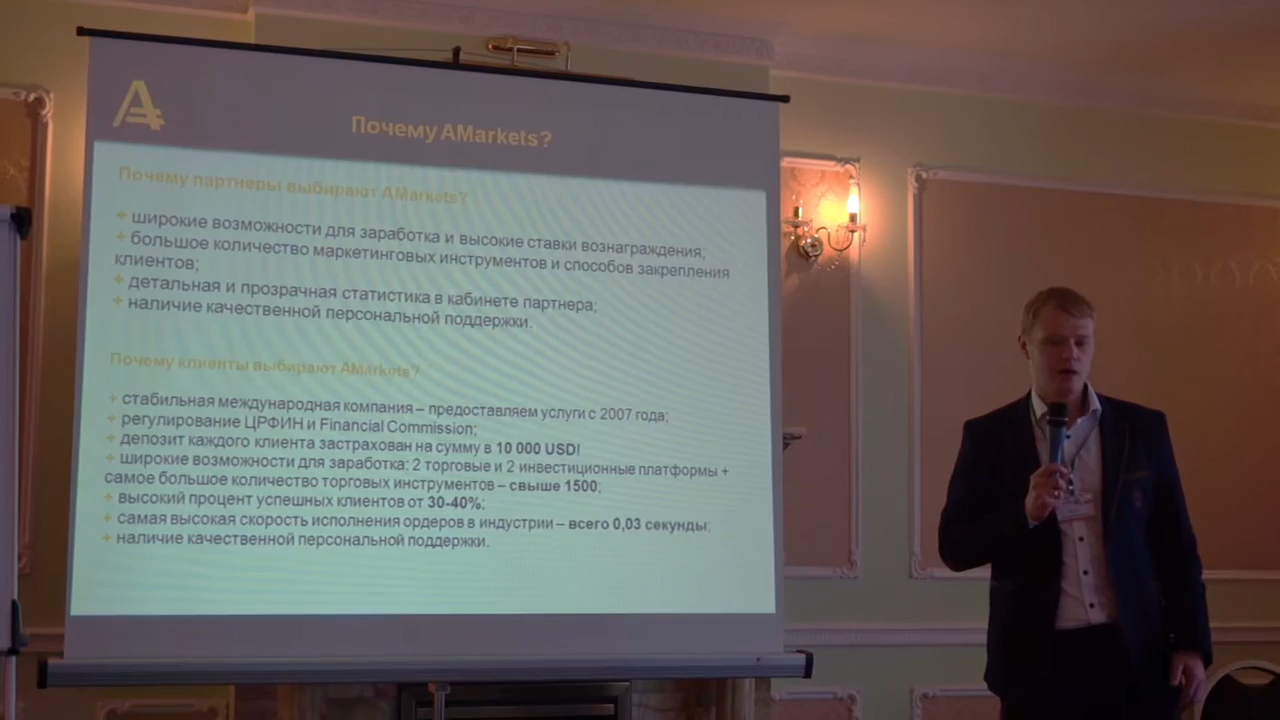 Почему AMarkets?
Почему партнеры выбирают AMarkets?
+ широкие возможности для заработка и высокие ставки вознаграждения;
+ большое количество маркетинговых инструментов и способов закрепления
клиентов;
+ детальная и прозрачная статистика в кабинете партнера;
+ наличие качественной персональной поддержки.
Почему клиенты выбирают AMarkets?
+ стабильная международная компания – предоставляем услуги с 2007 года;
+ регулирование ЦРФИН и Financial Commission;
+ депозит каждого клиента застрахован на сумму в 10 000 USD!
+ широкие возможности для заработка: 2 торговые и 2 инвестиционные платформы +
самое большое количество торговых инструментов – свыше 1500;
+ высокий процент успешных клиентов от 30-40%;
+ самая высокая скорость исполнения ордеров в индустрии – всего 0,03 секунды;
+ наличие качественной персональной поддержки.